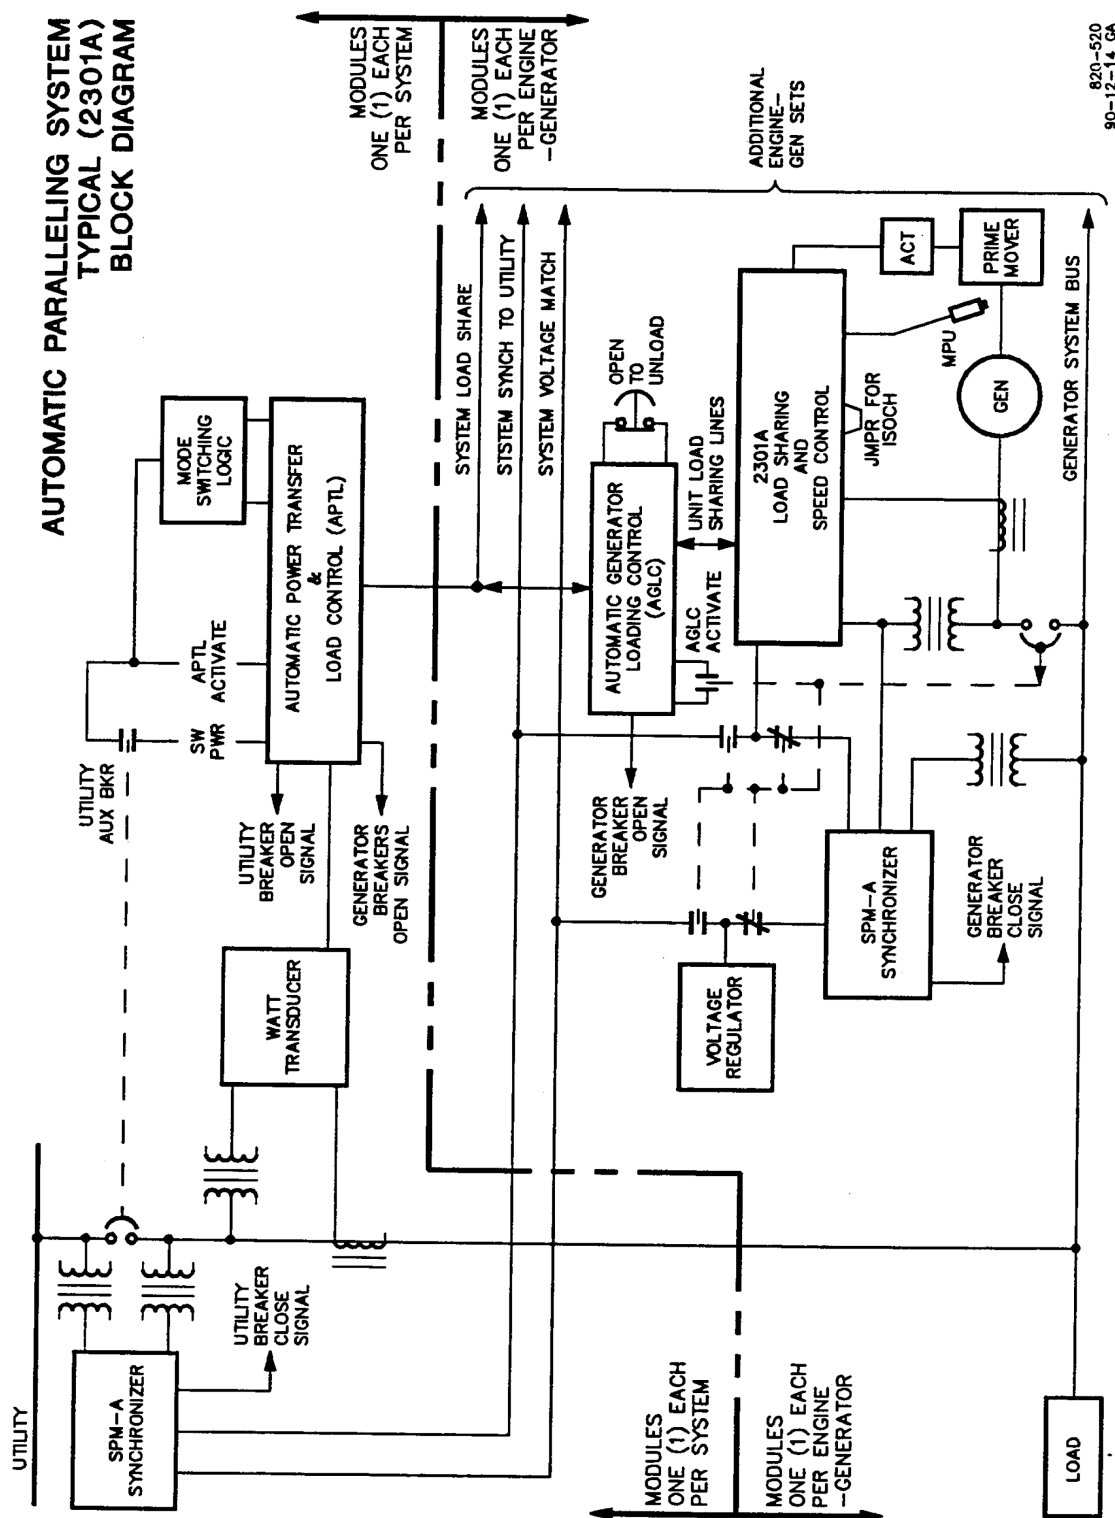 AUTOMATIC PARALLELING SYSTEM
TYPICAL (2301A)
BLOCK DIAGRAM
UTILITY
SPM-A
SYNCHRONIZER
UTILITY
BREAKER
CLOSE
SIGNAL
WATT
TRANSDUCER
UTILITY
AUX BKR
SW
PWR
APTL
ACTIVATE
MODE
SWITCHING
LOGIC
AUTOMATIC POWER TRANSFER
&
LOAD CONTROL (APTL)
UTILITY
BREAKER
OPEN
SIGNAL
GENERATOR
BREAKERS
OPEN SIGNAL
MODULES
ONE (1) EACH
PER SYSTEM
MODULES
ONE (1) EACH
PER ENGINE
-GENERATOR
SYSTEM LOAD SHARE
STSTEM SYNCH TO UTILITY
SYSTEM VOLTAGE MATCH
MODULES
ONE (1) EACH
PER SYSTEM
MODULES
ONE (1) EACH
PER ENGINE
-GENERATOR
GENERATOR
BREAKER
OPEN
SIGNAL
AUTOMATIC GENERATOR
LOADING CONTROL
(AGLC)
OPEN
TO
UNLOAD
AGLC
ACTIVATE
UNIT LOAD
SHARING LINES
ADDITIONAL
ENGINE-
GEN SETS
VOLTAGE
REGULATOR
2301A
LOAD SHARING
AND
SPEED CONTROL
JMPR FOR
ISOCH
ACT
PRIME
MOVER
MPU
GEN
SPM-A
SYNCHRONIZER
GENERATOR
BREAKER
CLOSE
SIGNAL
GENERATOR SYSTEM BUS
LOAD
820-520
90-12-14 GA